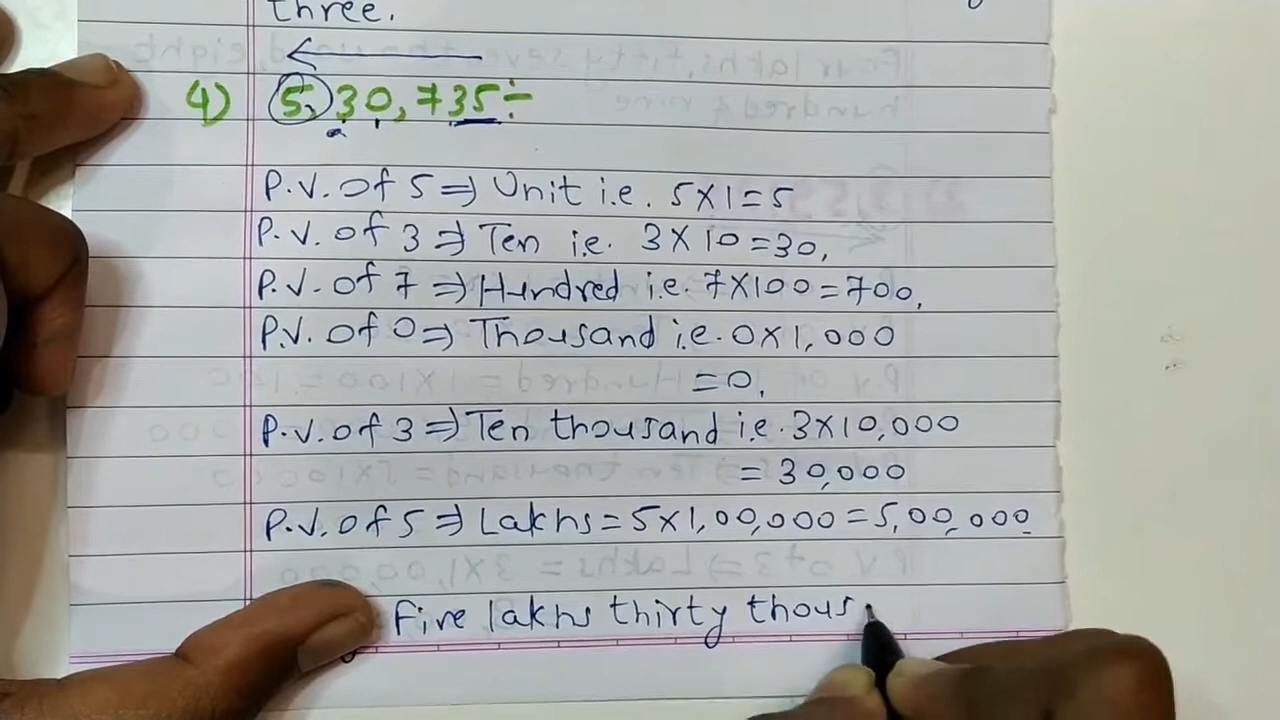 three.
4) 5,30,735÷
P.V. of 5 ⇒ Unit i.e. 5×1=5
P.V. of 3 ⇒ Ten i.e. 3×10=30,
P.V. of 7 ⇒ Hundred i.e. 7×100=700,
P.V. of 0 ⇒ Thousand i.e. 0×1,000
=0,
P.V. of 3 ⇒ Ten thousand i.e. 3×10,000
= 30,000
P.V. of 5 ⇒ Lakhs = 5×1,00,000 = 5,00,000
Five lakhs thirty thous